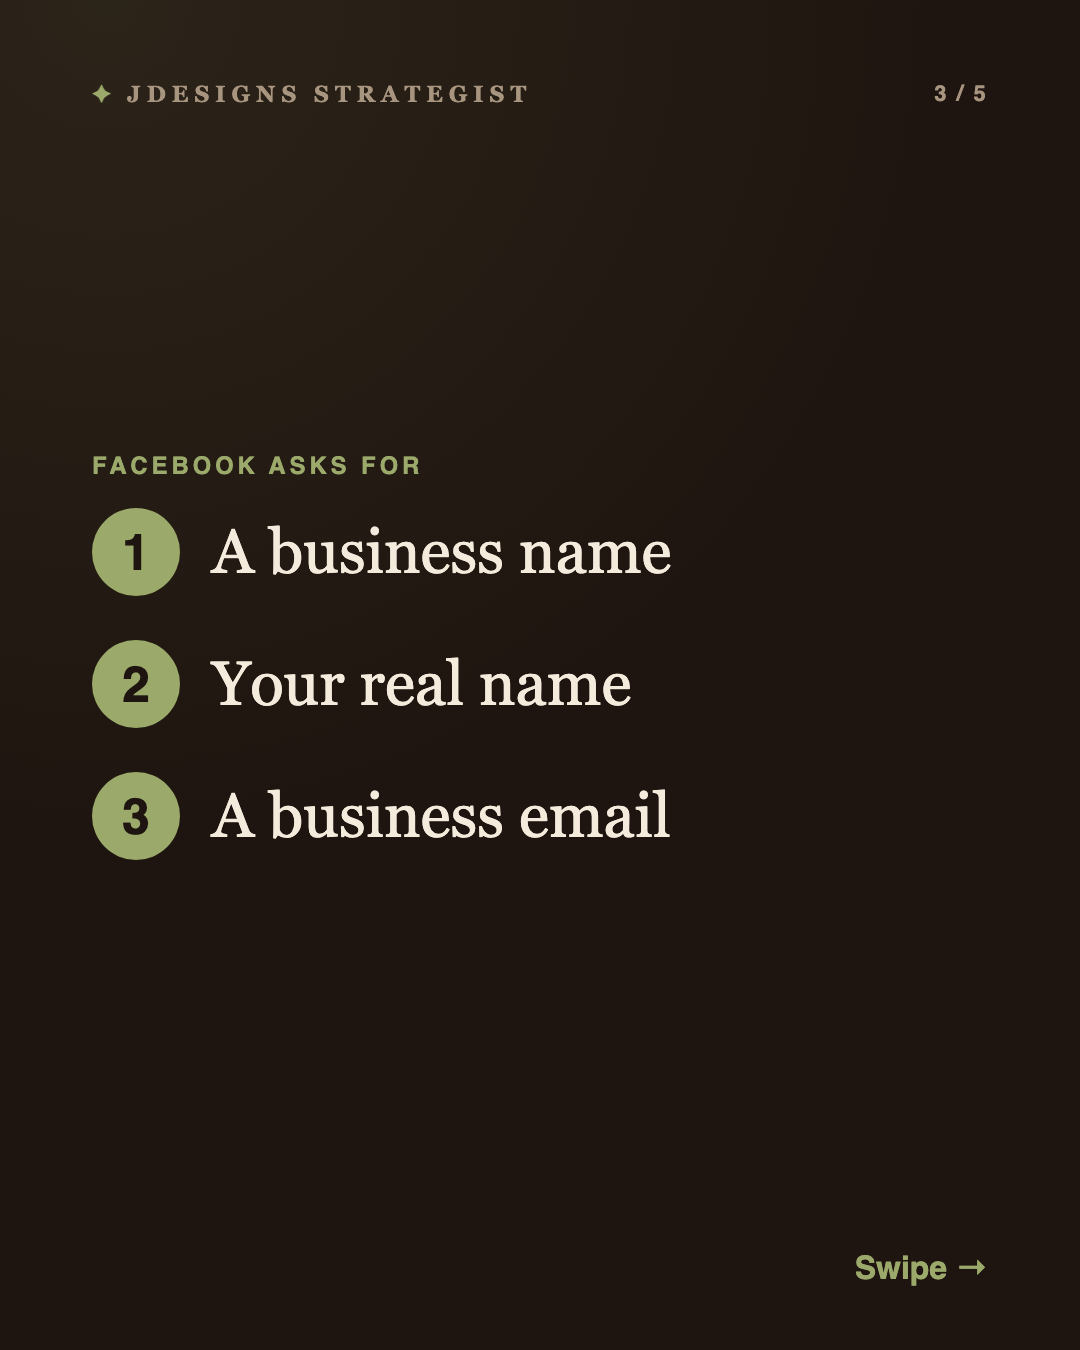 ✦ JDESIGNS STRATEGIST
3 / 5
FACEBOOK ASKS FOR
1 A business name
2 Your real name
3 A business email
Swipe →